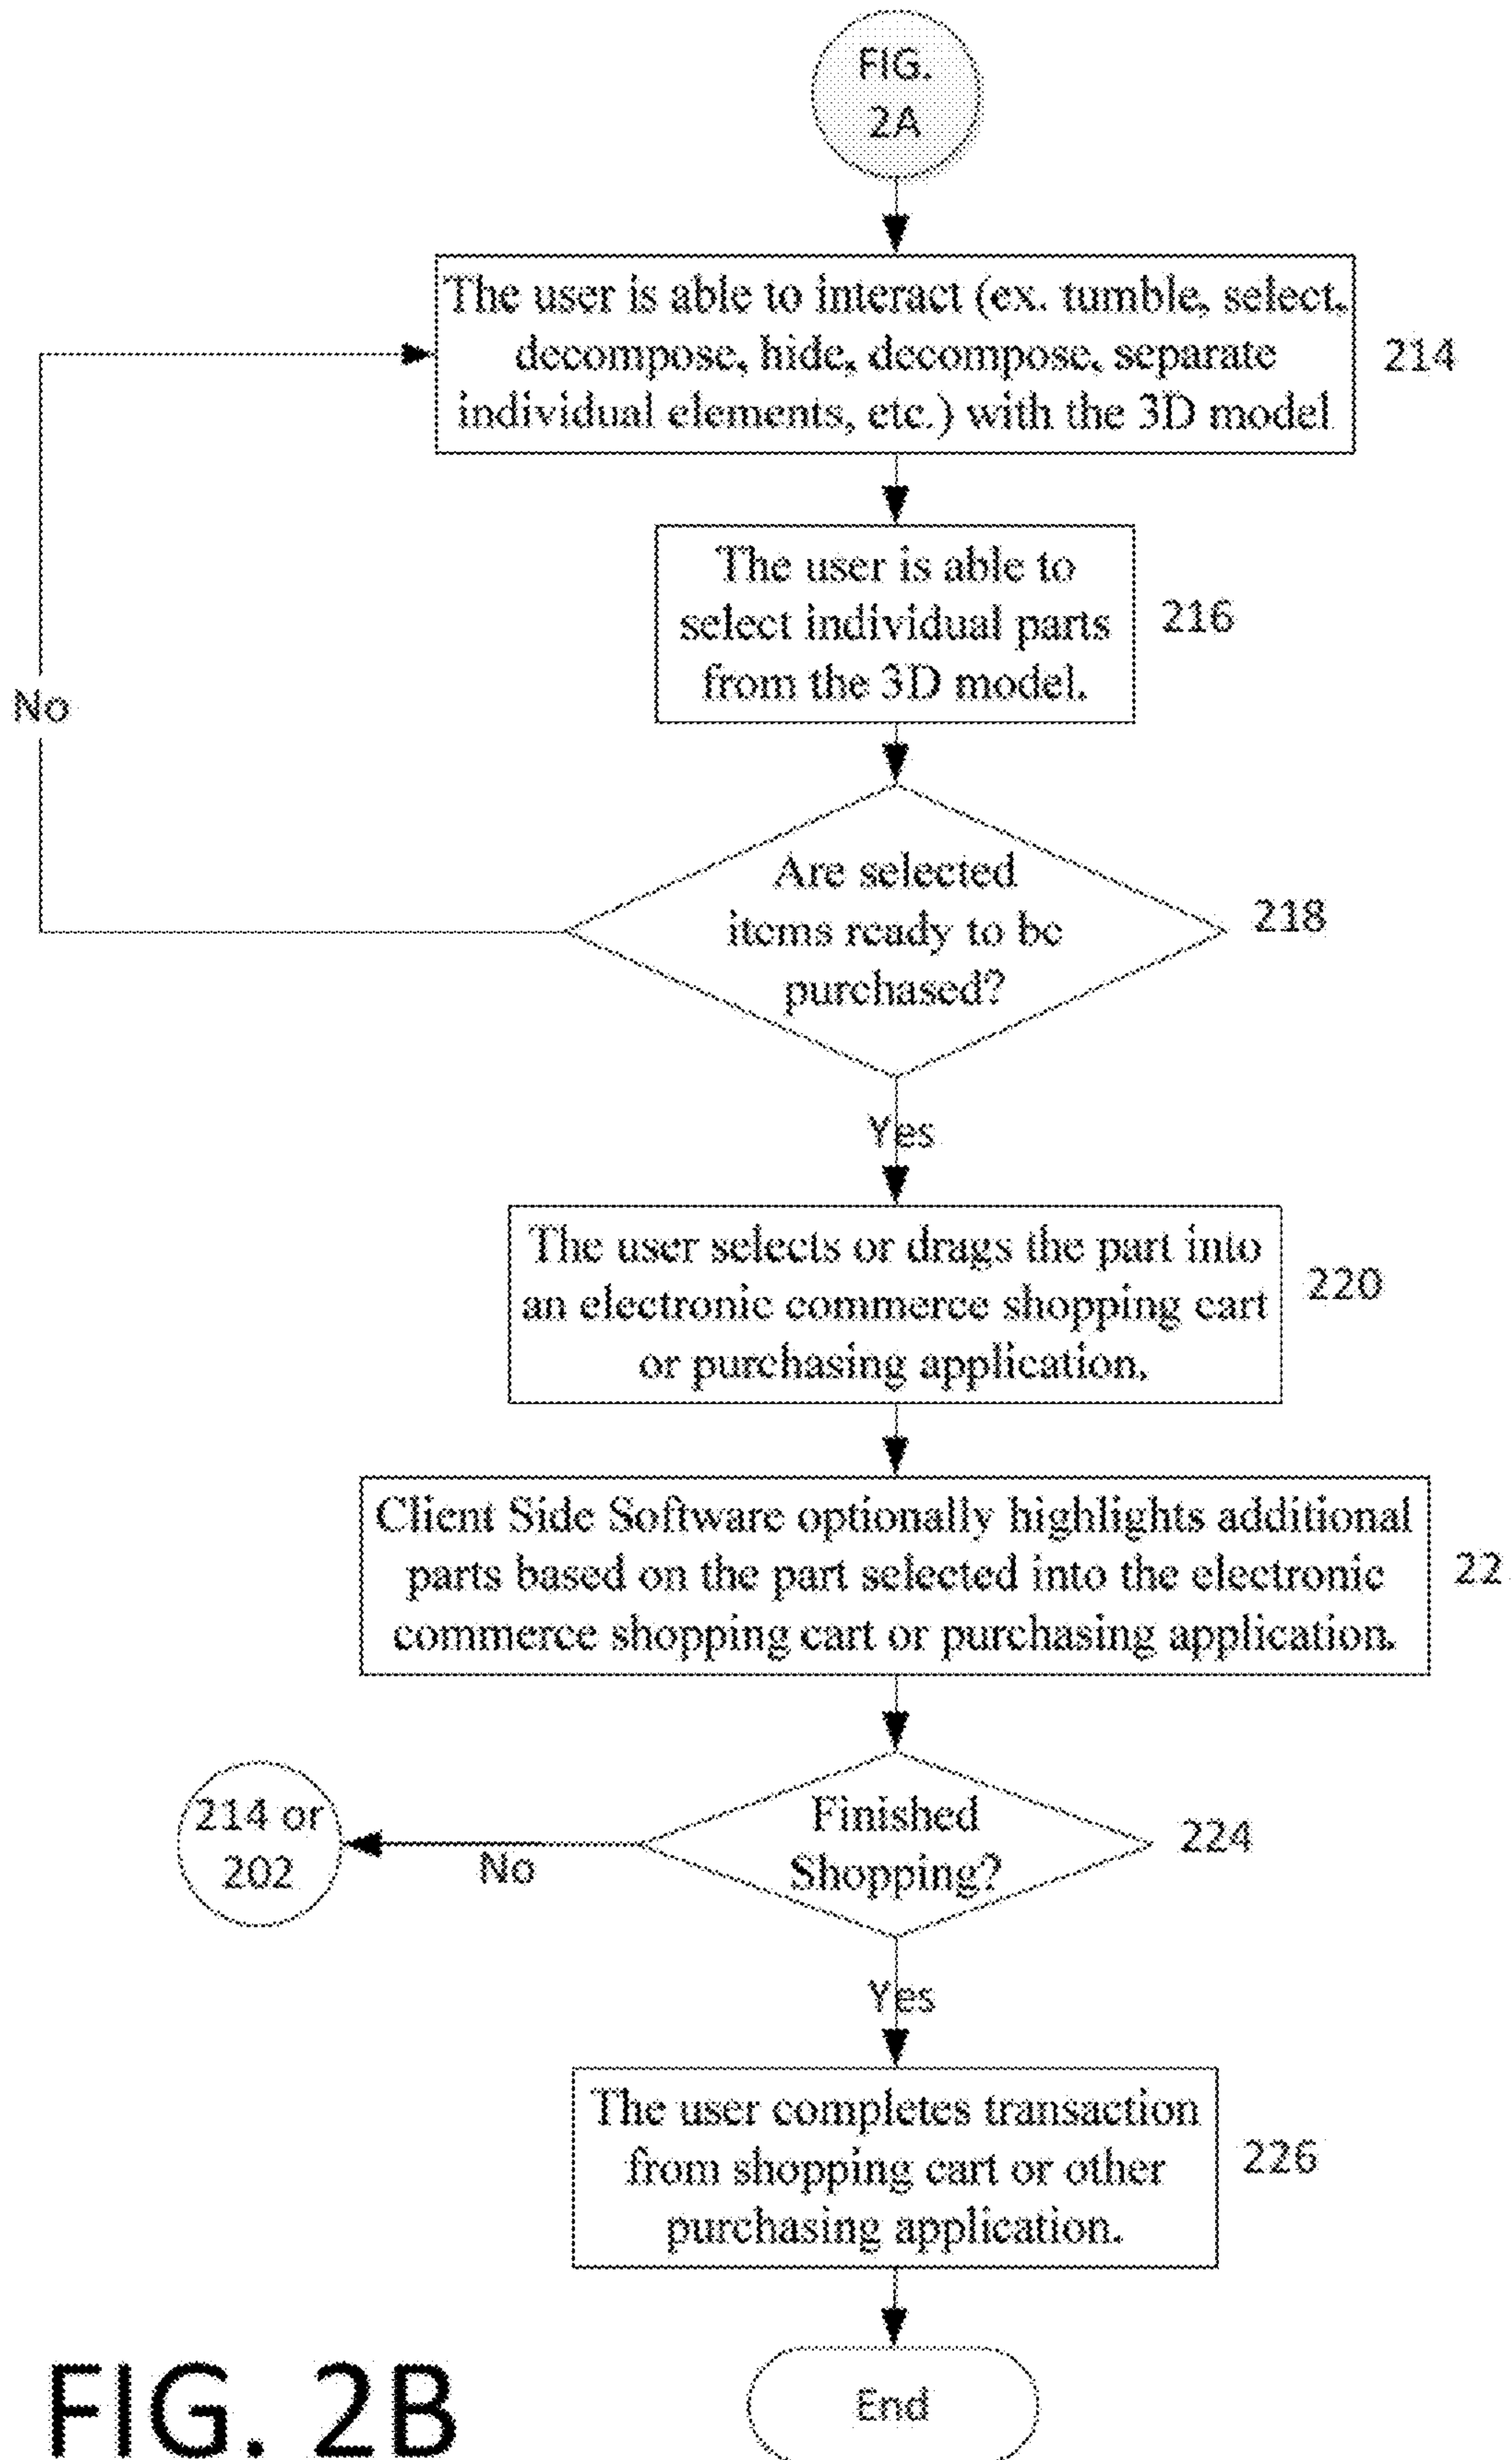 FIG.
2A
The user is able to interact (ex. tumble, select,
decompose, hide, decompose, separate
individual elements, etc.) with the 3D model
214
The user is able to
select individual parts
from the 3D model.
216
No
Are selected
items ready to be
purchased?
218
Yes
The user selects or drags the part into
an electronic commerce shopping cart
or purchasing application.
220
Client Side Software optionally highlights additional
parts based on the part selected into the electronic
commerce shopping cart or purchasing application.
22
Finished
Shopping?
224
No
214 or
202
Yes
The user completes transaction
from shopping cart or other
purchasing application.
226
End
FIG. 2B